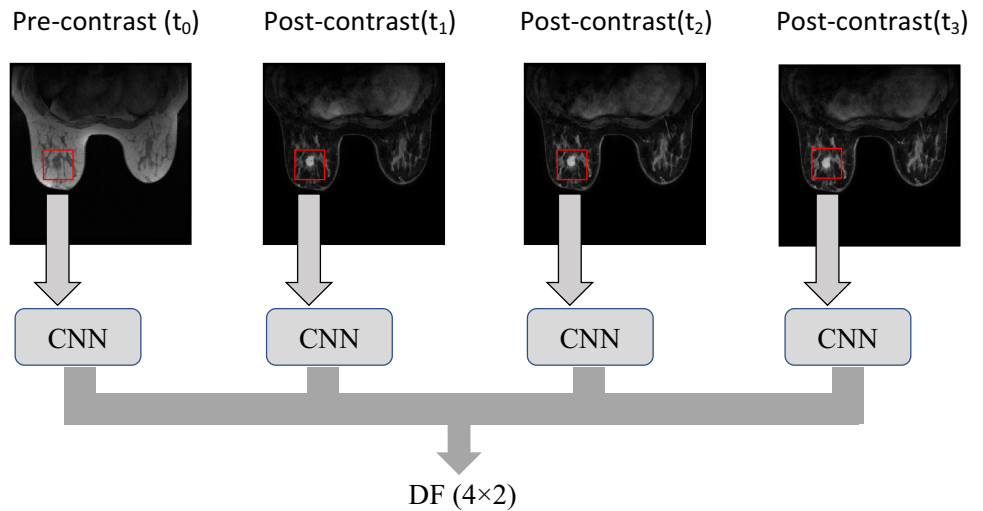 Pre-contrast (t₀) Post-contrast(t₁) Post-contrast(t₂) Post-contrast(t₃)
CNN CNN CNN CNN
DF (4×2)